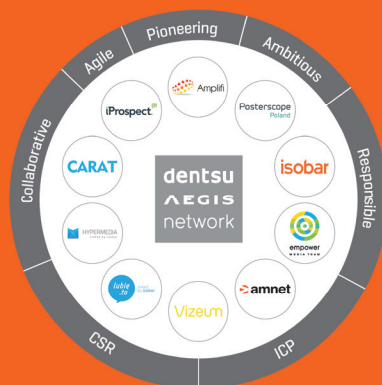 Pioneering
Ambitious
Responsible
ICP
CSR
Collaborative
Agile
Amplifi
Posterscope
Poland
isobar
empower
MEDIA TEAM
amnet
Vizeum
lubię
.to
HYPERMEDIA
CARAT
iProspect
dentsu
AEGIS
network